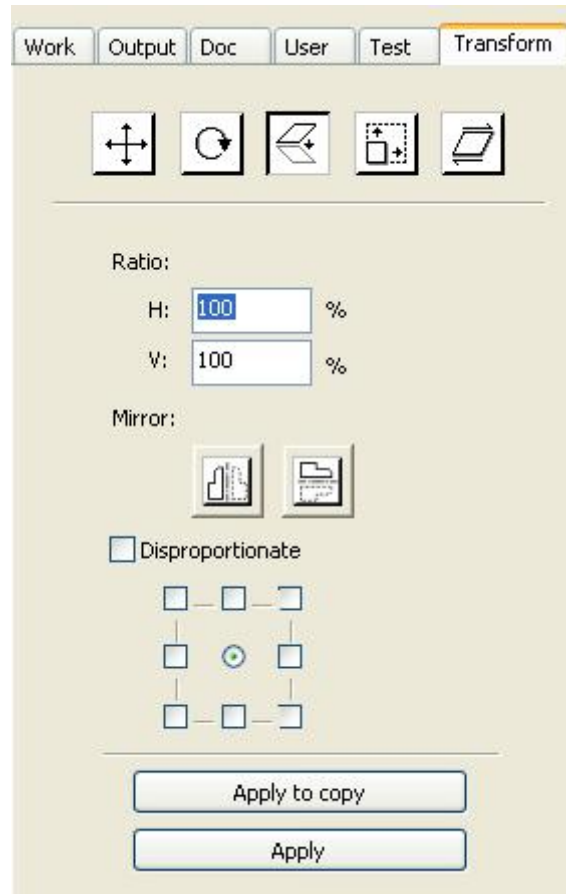 Work Output Doc User Test Transform
Ratio:
H: 100 %
V: 100 %
Mirror:
Disproportionate
Apply to copy
Apply